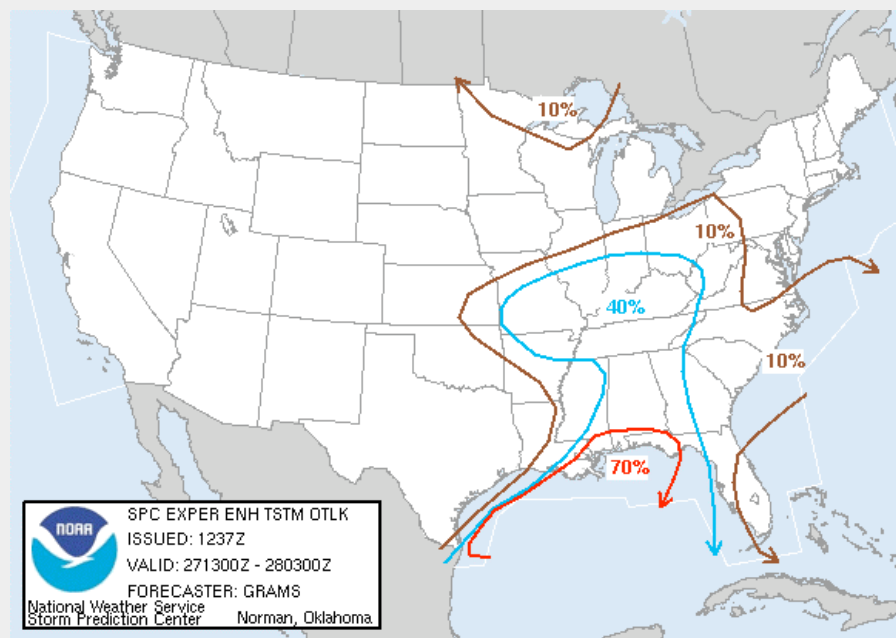 10%
10%
40%
10%
70%
NOAA
SPC EXPER ENH TSTM OTLK
ISSUED: 1237Z
VALID: 271300Z - 280300Z
FORECASTER: GRAMS
National Weather Service
Storm Prediction Center Norman, Oklahoma